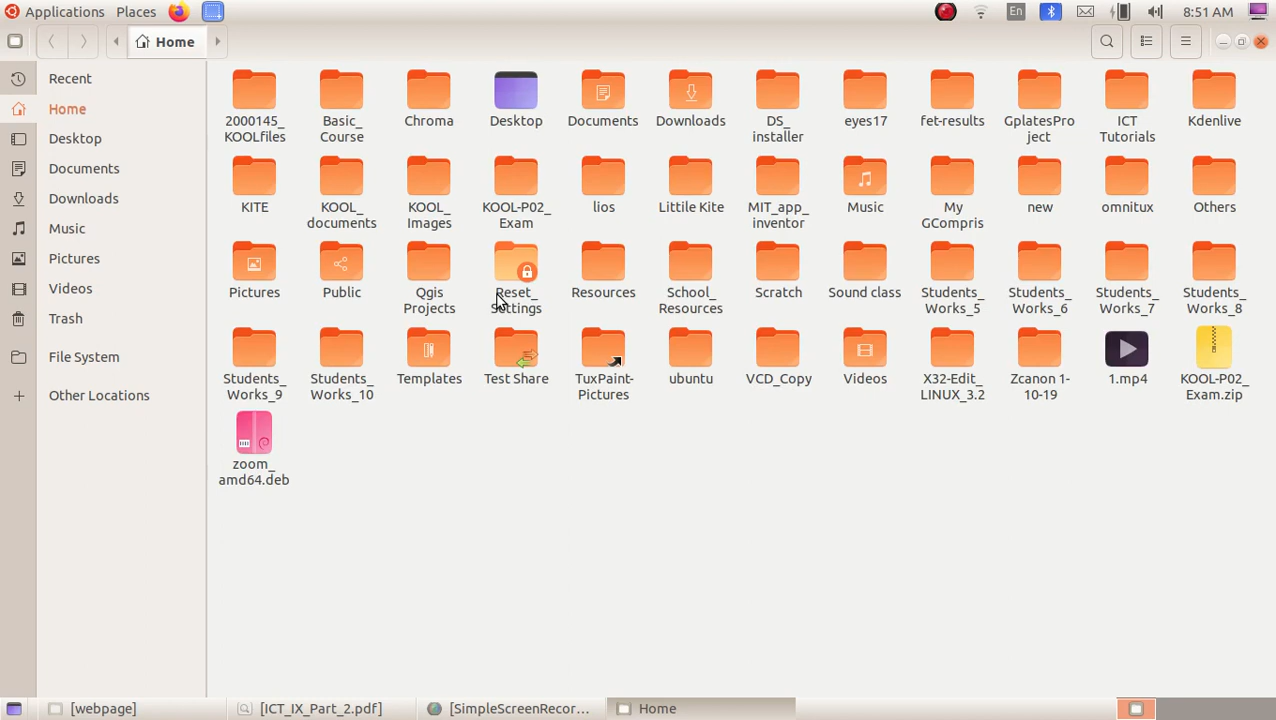 Applications Places En 8:51 AM
Home
Recent
Home
Desktop
Documents
Downloads
Music
Pictures
Videos
Trash
File System
Other Locations
2000145_
KOOLfiles
Basic_
Course
Chroma
Desktop
Documents
Downloads
DS_
installer
eyes17
fet-results
GplatesPro
ject
ICT
Tutorials
Kdenlive
KITE
KOOL_
documents
KOOL_
Images
KOOL-P02_
Exam
lios
Littile Kite
MIT_app_
inventor
Music
My
GCompris
new
omnitux
Others
Pictures
Public
Qgis
Projects
Reset_
Settings
Resources
School_
Resources
Scratch
Sound class
Students_
Works_5
Students_
Works_6
Students_
Works_7
Students_
Works_8
Students_
Works_9
Students_
Works_10
Templates
Test Share
TuxPaint-
Pictures
ubuntu
VCD_Copy
Videos
X32-Edit_
LINUX_3.2
Zcanon 1-
10-19
1.mp4
KOOL-P02_
Exam.zip
zoom_
amd64.deb
[webpage] [ICT_IX_Part_2.pdf] [SimpleScreenRecor... Home